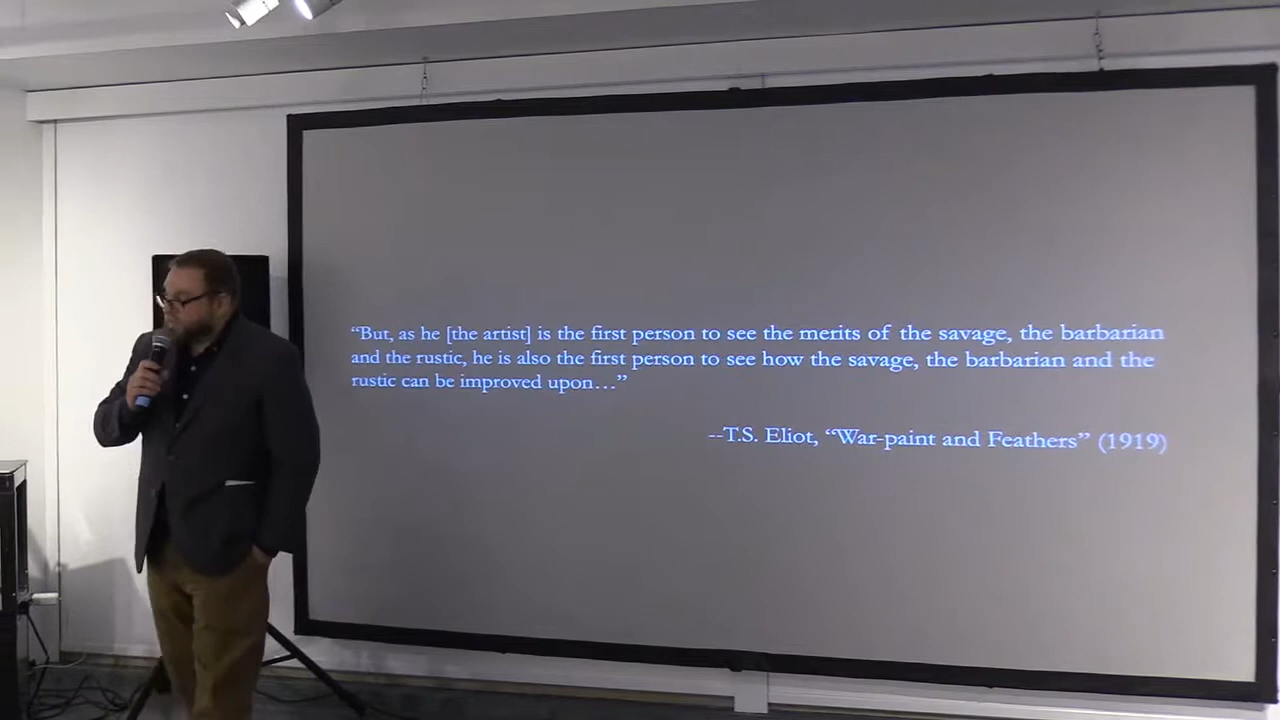 “But, as he [the artist] is the first person to see the merits of the savage, the barbarian
and the rustic, he is also the first person to see how the savage, the barbarian and the
rustic can be improved upon…”
--T.S. Eliot, “War-paint and Feathers” (1919)